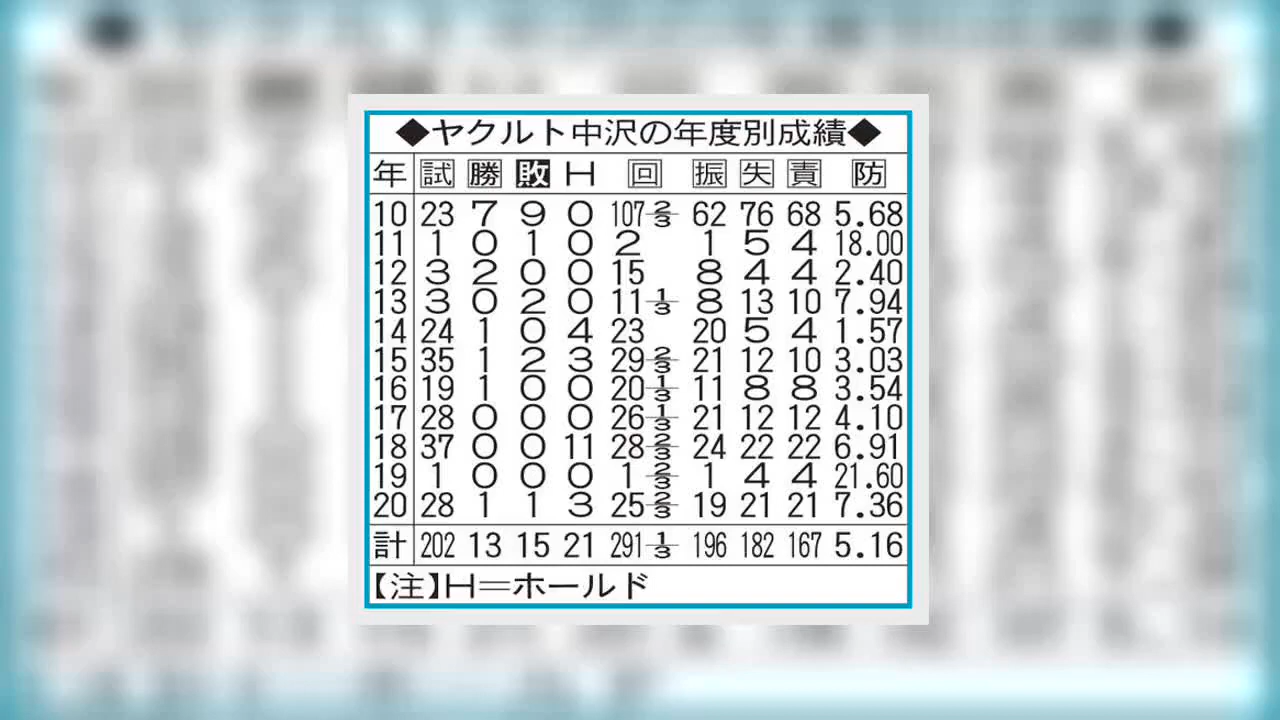 ◆ヤクルト中沢の年度別成績◆
年 試 勝 敗 H 回 振 失 責 防
10 23 7 9 0 107 2/3 62 76 68 5.68
11 1 0 1 0 2 1 5 4 18.00
12 3 2 0 0 15 8 4 4 2.40
13 3 0 2 0 11 1/3 8 13 10 7.94
14 24 1 0 4 23 20 5 4 1.57
15 35 1 2 3 29 2/3 21 12 10 3.03
16 19 1 0 0 20 1/3 11 8 8 3.54
17 28 0 0 0 26 1/3 21 12 12 4.10
18 37 0 0 11 28 2/3 24 22 22 6.91
19 1 0 0 0 1 2/3 1 4 4 21.60
20 28 1 1 3 25 2/3 19 21 21 7.36
計 202 13 15 21 291 1/3 196 182 167 5.16
【注】H=ホールド